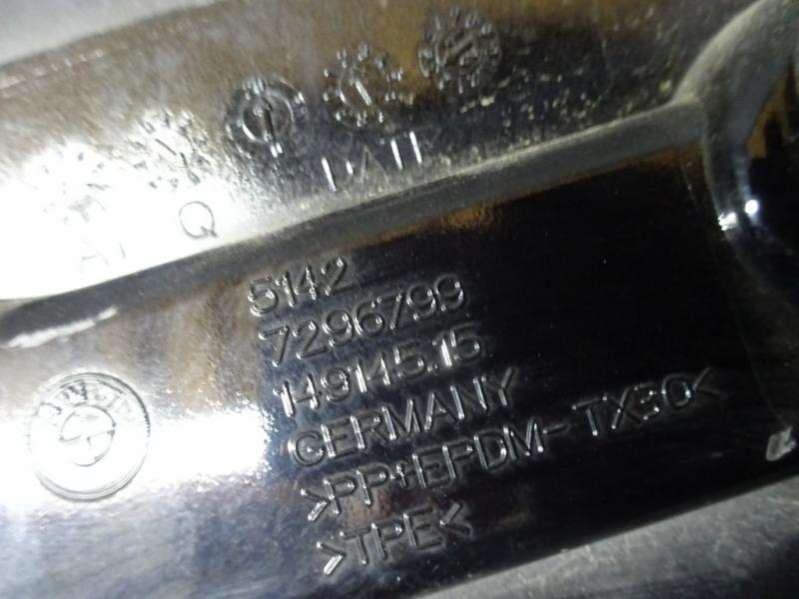 Q
DATE
5142
7296799
149145.15
GERMANY
>PP+EPDM-TX30<
>TPE<